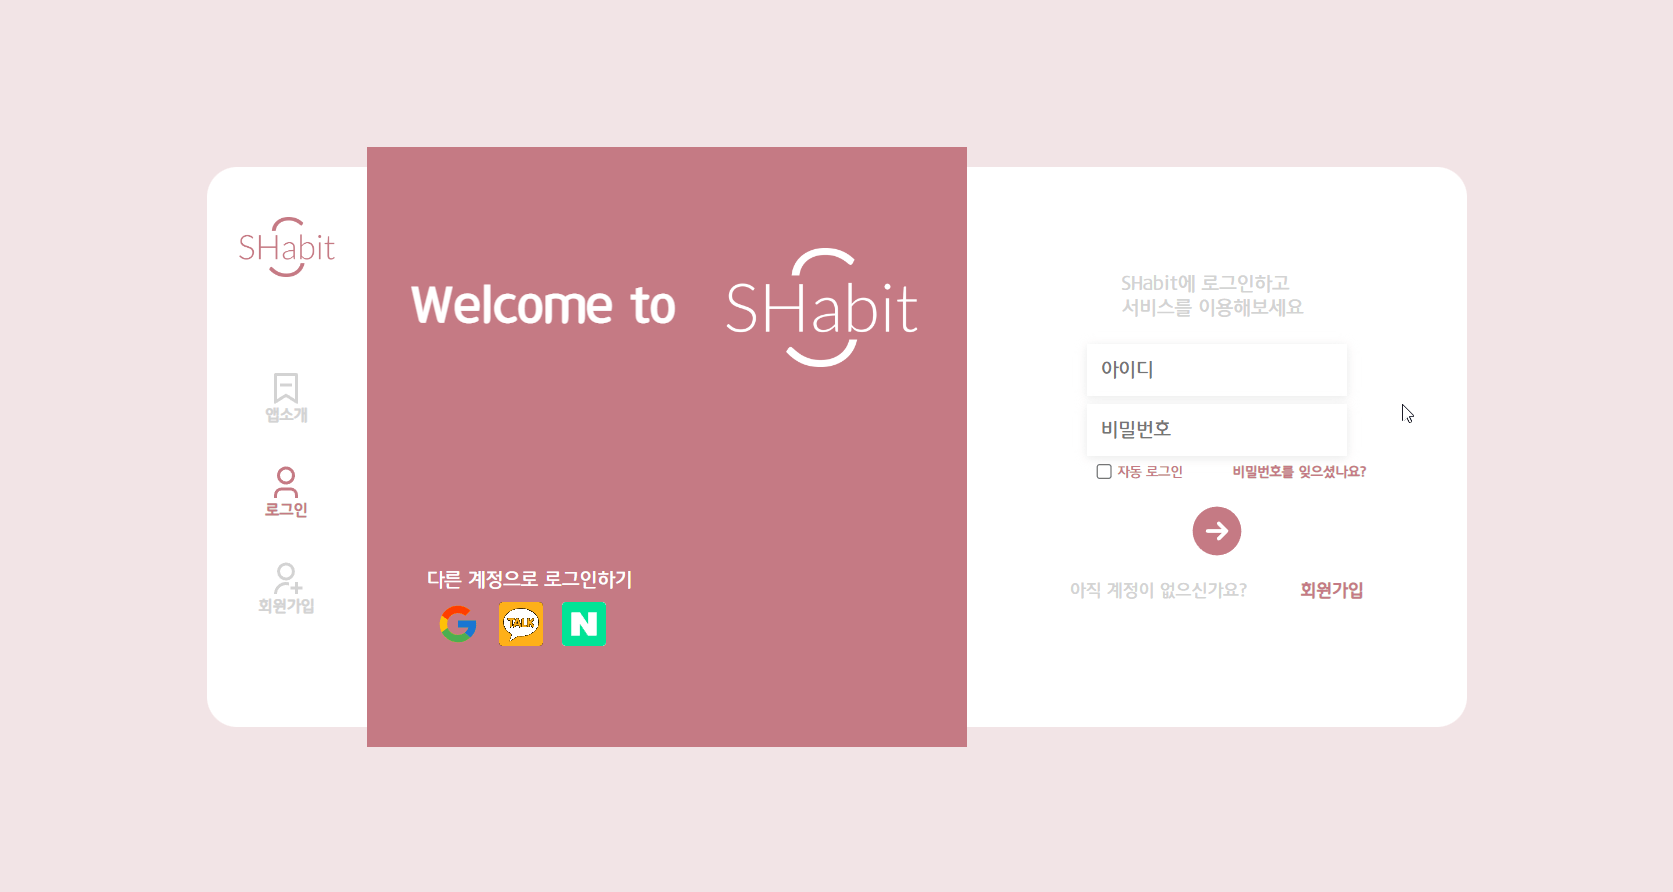 SHabit
앱소개
로그인
회원가입
Welcome to SHabit
다른 계정으로 로그인하기
G TALK N
SHabit에 로그인하고
서비스를 이용해보세요
아이디
비밀번호
자동 로그인 비밀번호를 잊으셨나요?
아직 계정이 없으신가요? 회원가입